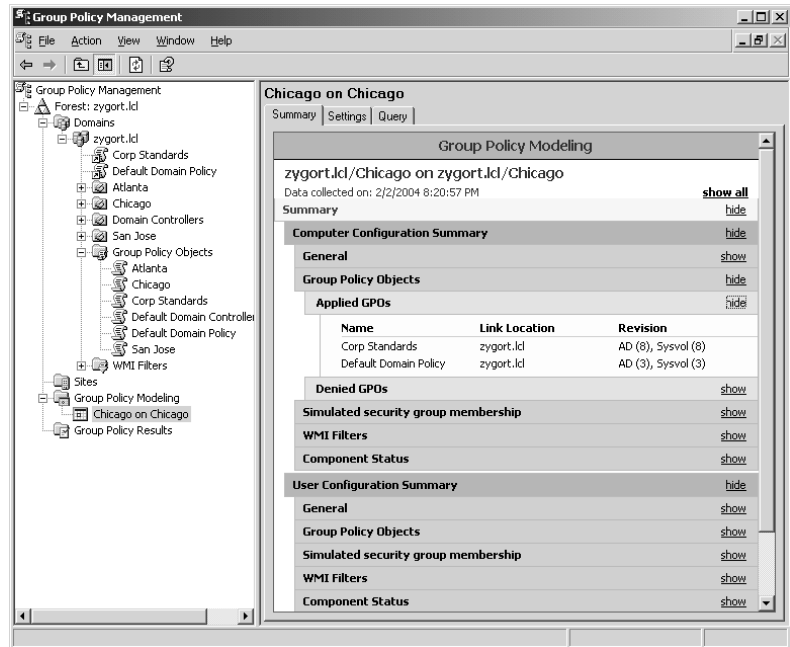 Group Policy Management
File Action View Window Help
Group Policy Management
Forest: zygort.lcl
Domains
zygort.lcl
Corp Standards
Default Domain Policy
Atlanta
Chicago
Domain Controllers
San Jose
Group Policy Objects
Atlanta
Chicago
Corp Standards
Default Domain Controller
Default Domain Policy
San Jose
WMI Filters
Sites
Group Policy Modeling
Chicago on Chicago
Group Policy Results
Chicago on Chicago
Summary Settings Query
Group Policy Modeling
zygort.lcl/Chicago on zygort.lcl/Chicago
Data collected on: 2/2/2004 8:20:57 PM show all
Summary hide
Computer Configuration Summary hide
General show
Group Policy Objects hide
Applied GPOs hide
Name Link Location Revision
Corp Standards zygort.lcl AD (8), Sysvol (8)
Default Domain Policy zygort.lcl AD (3), Sysvol (3)
Denied GPOs show
Simulated security group membership show
WMI Filters show
Component Status show
User Configuration Summary hide
General show
Group Policy Objects show
Simulated security group membership show
WMI Filters show
Component Status show